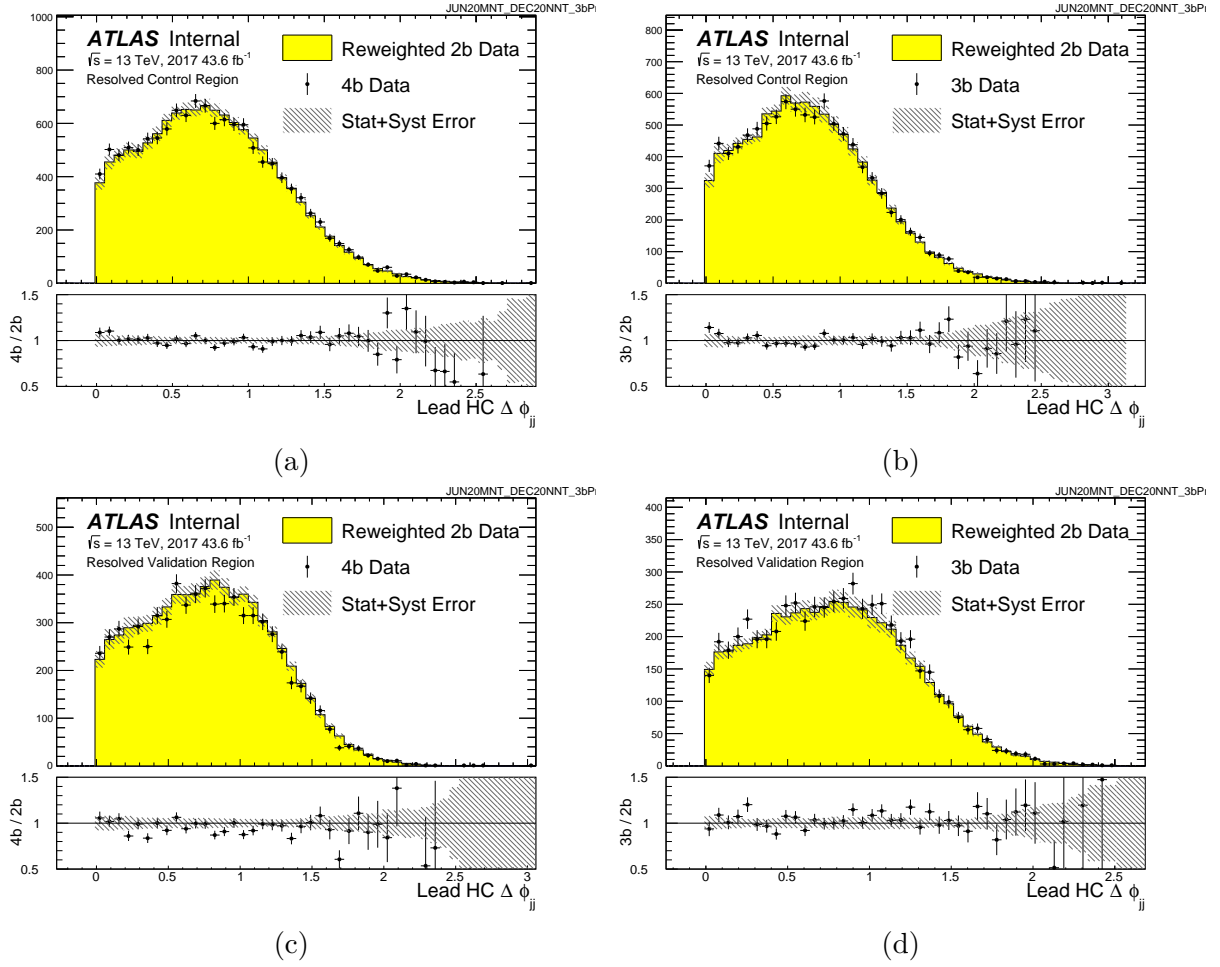 JUN20MNT_DEC20NNT_3bPr
1000
800
600
400
200
0
ATLAS Internal
√s = 13 TeV, 2017 43.6 fb-1
Resolved Control Region
Reweighted 2b Data
4b Data
Stat+Syst Error
1.5
1
0.5
4b / 2b
0 0.5 1 1.5 2 2.5
Lead HC Δ ϕjj
(a)
JUN20MNT_DEC20NNT_3bPr
800
700
600
500
400
300
200
100
0
ATLAS Internal
√s = 13 TeV, 2017 43.6 fb-1
Resolved Control Region
Reweighted 2b Data
3b Data
Stat+Syst Error
1.5
1
0.5
3b / 2b
0 0.5 1 1.5 2 2.5 3
Lead HC Δ ϕjj
(b)
JUN20MNT_DEC20NNT_3bPr
500
400
300
200
100
0
ATLAS Internal
√s = 13 TeV, 2017 43.6 fb-1
Resolved Validation Region
Reweighted 2b Data
4b Data
Stat+Syst Error
1.5
1
0.5
4b / 2b
0 0.5 1 1.5 2 2.5 3
Lead HC Δ ϕjj
(c)
JUN20MNT_DEC20NNT_3bPr
400
350
300
250
200
150
100
50
0
ATLAS Internal
√s = 13 TeV, 2017 43.6 fb-1
Resolved Validation Region
Reweighted 2b Data
3b Data
Stat+Syst Error
1.5
1
0.5
3b / 2b
0 0.5 1 1.5 2 2.5
Lead HC Δ ϕjj
(d)